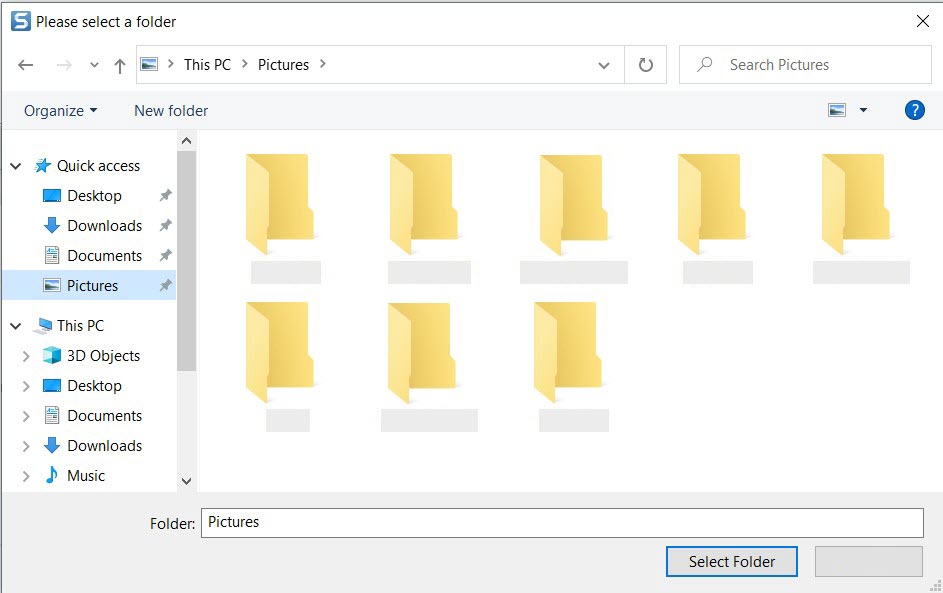 Please select a folder
This PC Pictures
Search Pictures
Organize
New folder
?
Quick access
Desktop
Downloads
Documents
Pictures
This PC
3D Objects
Desktop
Documents
Downloads
Music
Folder: Pictures
Select Folder